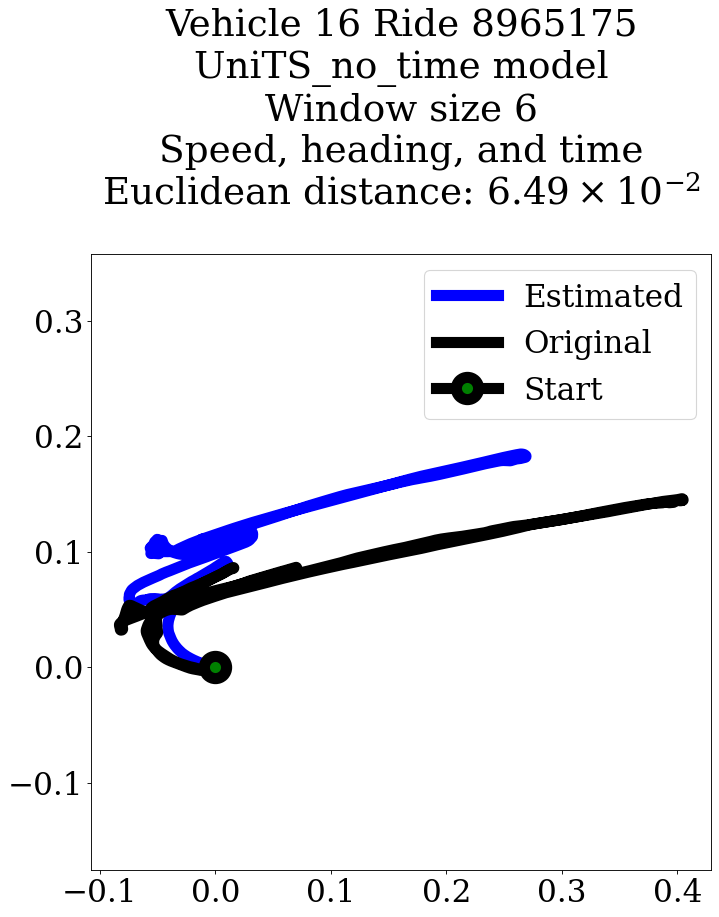 Vehicle 16 Ride 8965175
UniTS_no_time model
Window size 6
Speed, heading, and time
Euclidean distance: 6.49 × 10⁻²
Estimated
Original
Start
0.3
0.2
0.1
0.0
−0.1
−0.1 0.0 0.1 0.2 0.3 0.4